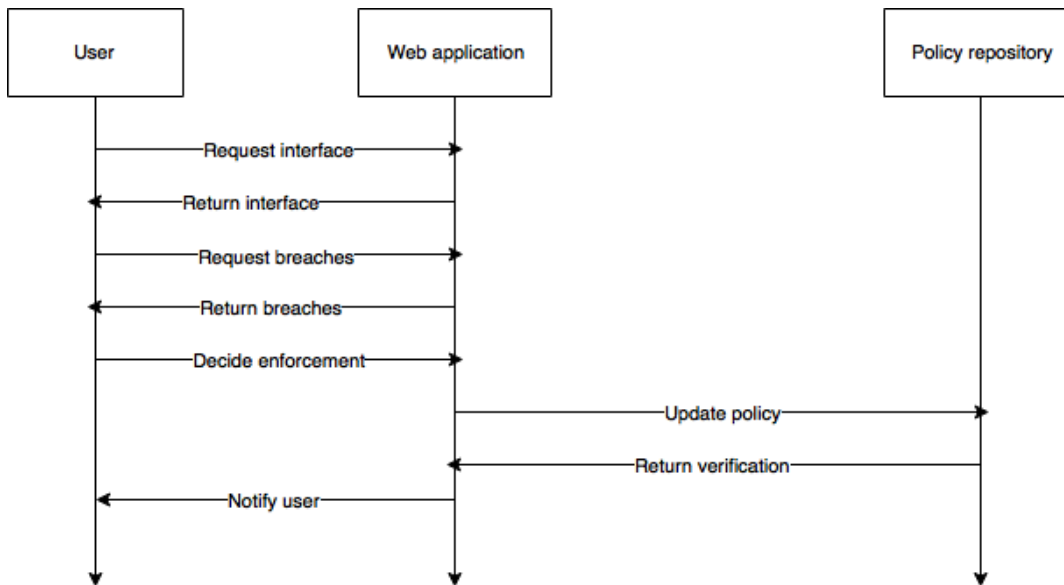 User
Web application
Policy repository
Request interface
Return interface
Request breaches
Return breaches
Decide enforcement
Update policy
Return verification
Notify user